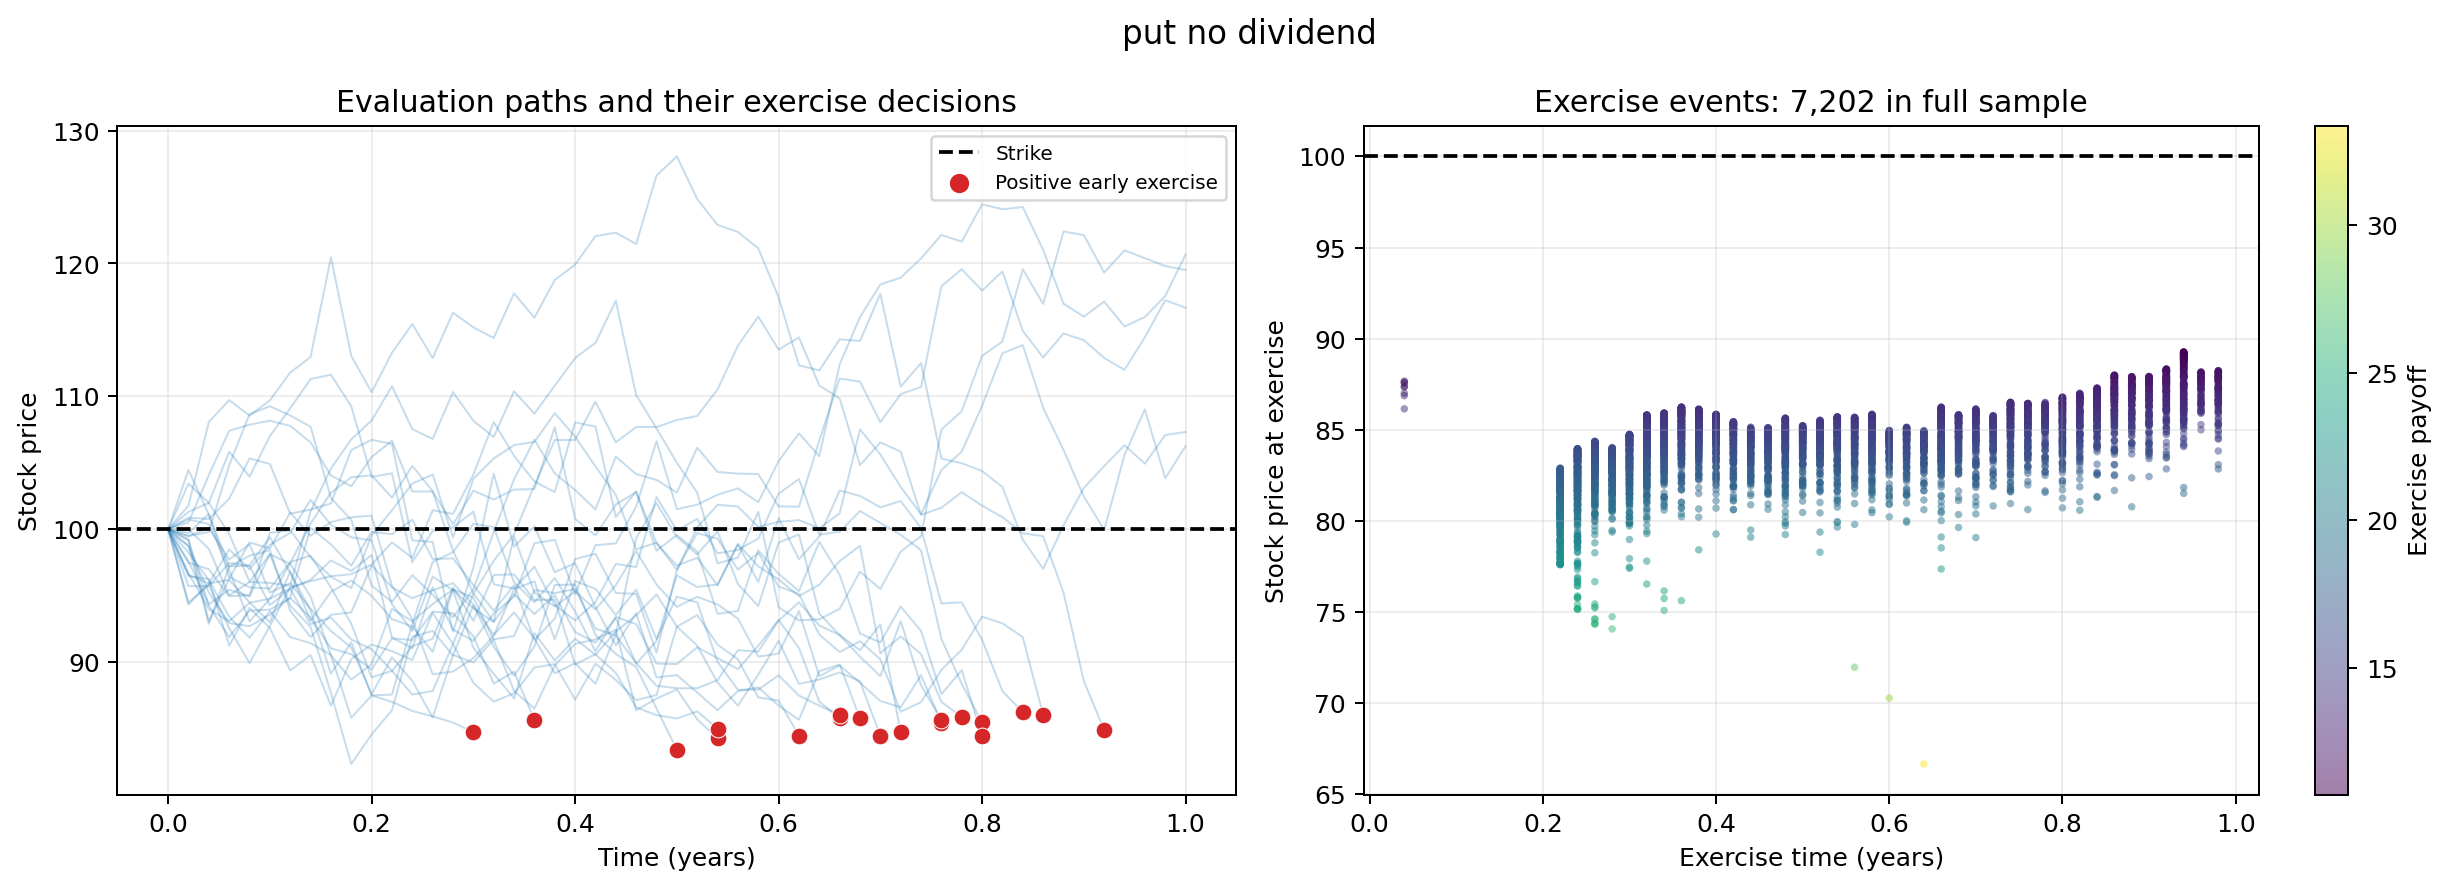 put no dividend
Evaluation paths and their exercise decisions
130
120
110
100
90
Stock price
Strike
Positive early exercise
0.0 0.2 0.4 0.6 0.8 1.0
Time (years)
Exercise events: 7,202 in full sample
100
95
90
85
80
75
70
65
Stock price at exercise
0.0 0.2 0.4 0.6 0.8 1.0
Exercise time (years)
30
25
20
15
Exercise payoff